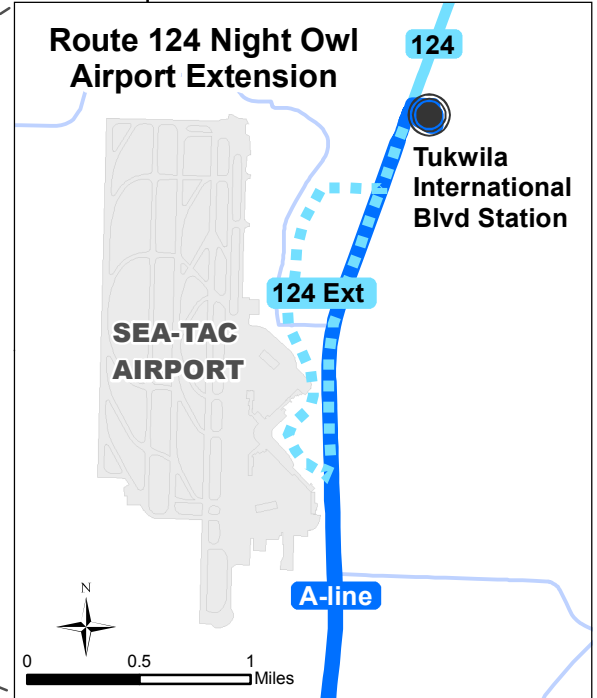 Route 124 Night Owl
Airport Extension
124
Tukwila
International
Blvd Station
124 Ext
SEA-TAC
AIRPORT
A-line
N
0 0.5 1
Miles